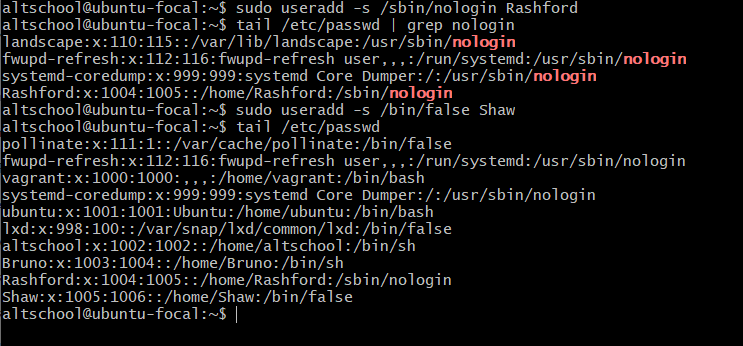 altschool@ubuntu-focal:~$ sudo useradd -s /sbin/nologin Rashford
altschool@ubuntu-focal:~$ tail /etc/passwd | grep nologin
landscape:x:110:115::/var/lib/landscape:/usr/sbin/nologin
fwupd-refresh:x:112:116:fwupd-refresh user,,,:/run/systemd:/usr/sbin/nologin
systemd-coredump:x:999:999:systemd Core Dumper:/:/usr/sbin/nologin
Rashford:x:1004:1005::/home/Rashford:/sbin/nologin
altschool@ubuntu-focal:~$ sudo useradd -s /bin/false Shaw
altschool@ubuntu-focal:~$ tail /etc/passwd
pollinate:x:111:1::/var/cache/pollinate:/bin/false
fwupd-refresh:x:112:116:fwupd-refresh user,,,:/run/systemd:/usr/sbin/nologin
vagrant:x:1000:1000:,,,:/home/vagrant:/bin/bash
systemd-coredump:x:999:999:systemd Core Dumper:/:/usr/sbin/nologin
ubuntu:x:1001:1001:Ubuntu:/home/ubuntu:/bin/bash
lxd:x:998:100::/var/snap/lxd/common/lxd:/bin/false
altschool:x:1002:1002::/home/altschool:/bin/sh
Bruno:x:1003:1004::/home/Bruno:/bin/sh
Rashford:x:1004:1005::/home/Rashford:/sbin/nologin
Shaw:x:1005:1006::/home/Shaw:/bin/false
altschool@ubuntu-focal:~$